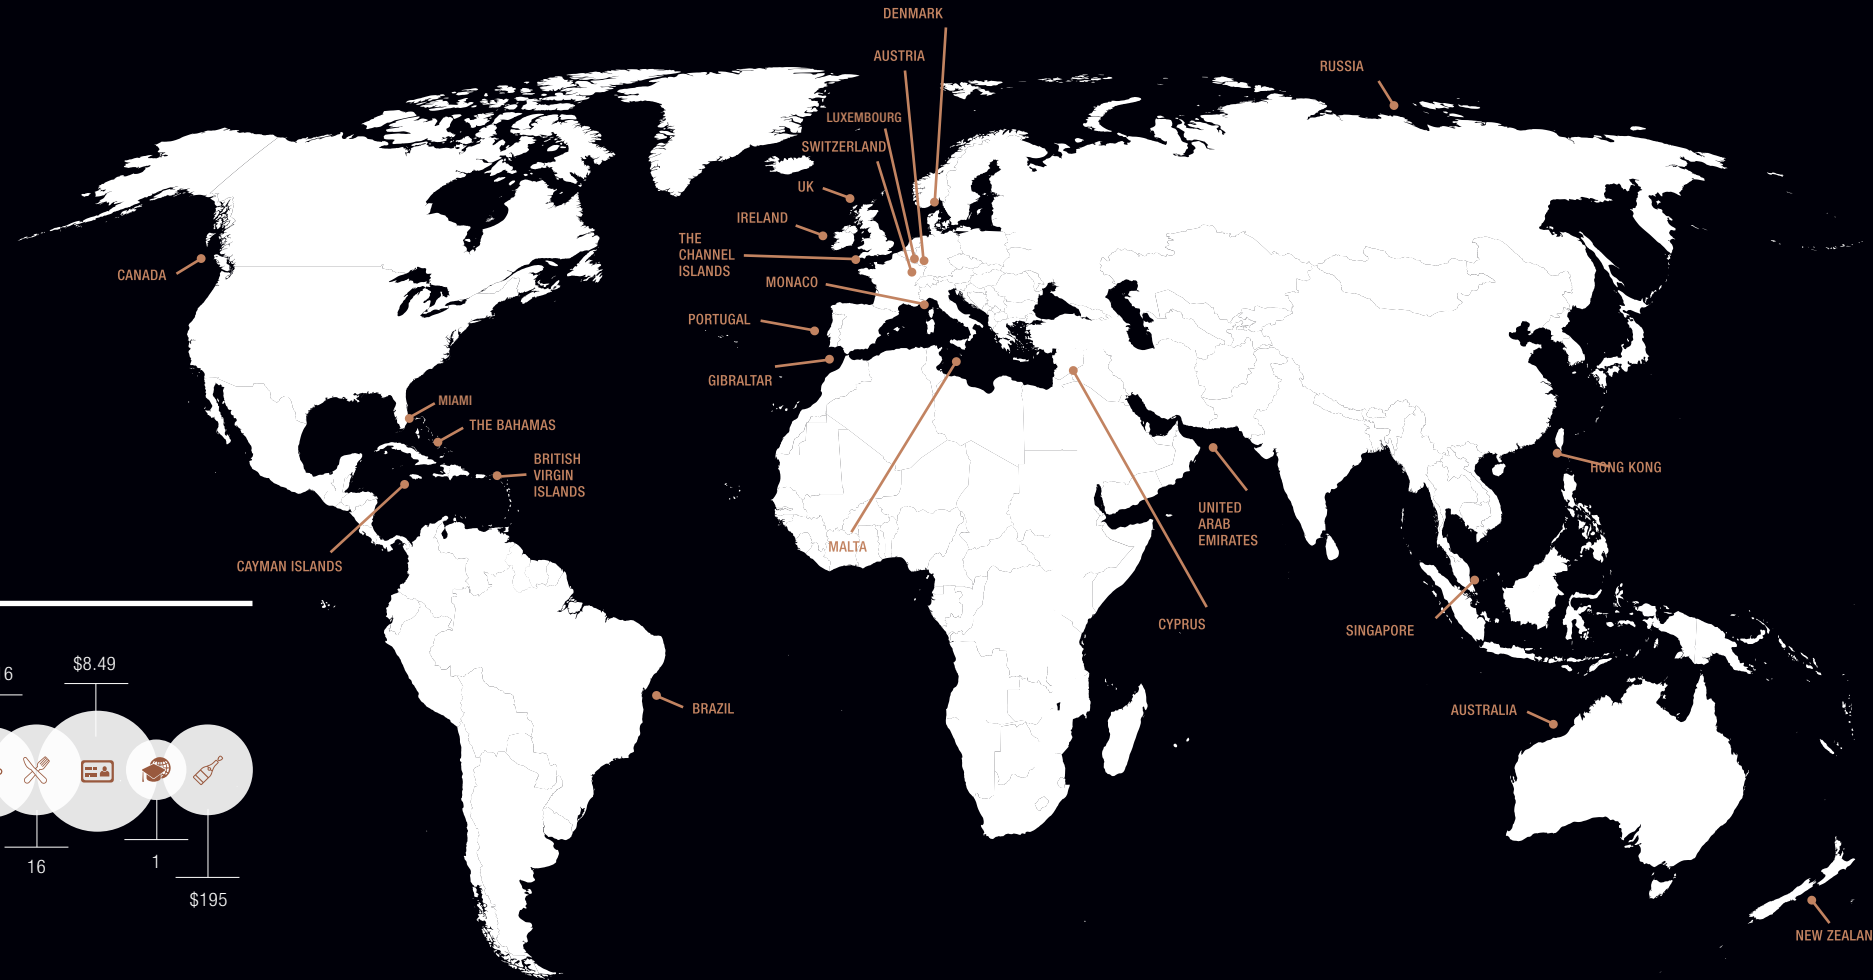 DENMARK
AUSTRIA
RUSSIA
LUXEMBOURG
SWITZERLAND
UK
IRELAND
THE
CHANNEL
ISLANDS
CANADA
MONACO
PORTUGAL
GIBRALTAR
MIAMI
THE BAHAMAS
BRITISH
VIRGIN
ISLANDS
HONG KONG
UNITED
ARAB
EMIRATES
MALTA
CAYMAN ISLANDS
CYPRUS
SINGAPORE
BRAZIL
AUSTRALIA
6
$8.49
16
1
$195
NEW ZEALAN